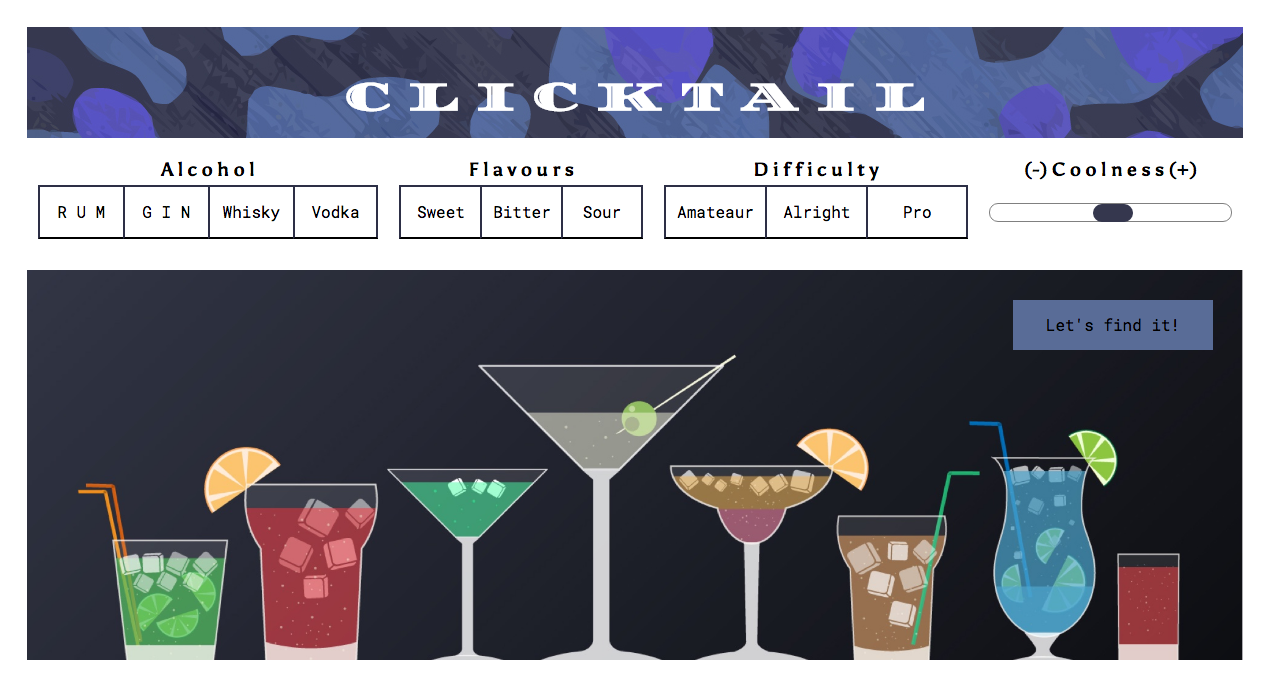 CLICKTAIL
Alcohol Flavours Difficulty (-)Coolness(+)
RUM GIN Whisky Vodka Sweet Bitter Sour Amateaur Alright Pro
Let's find it!